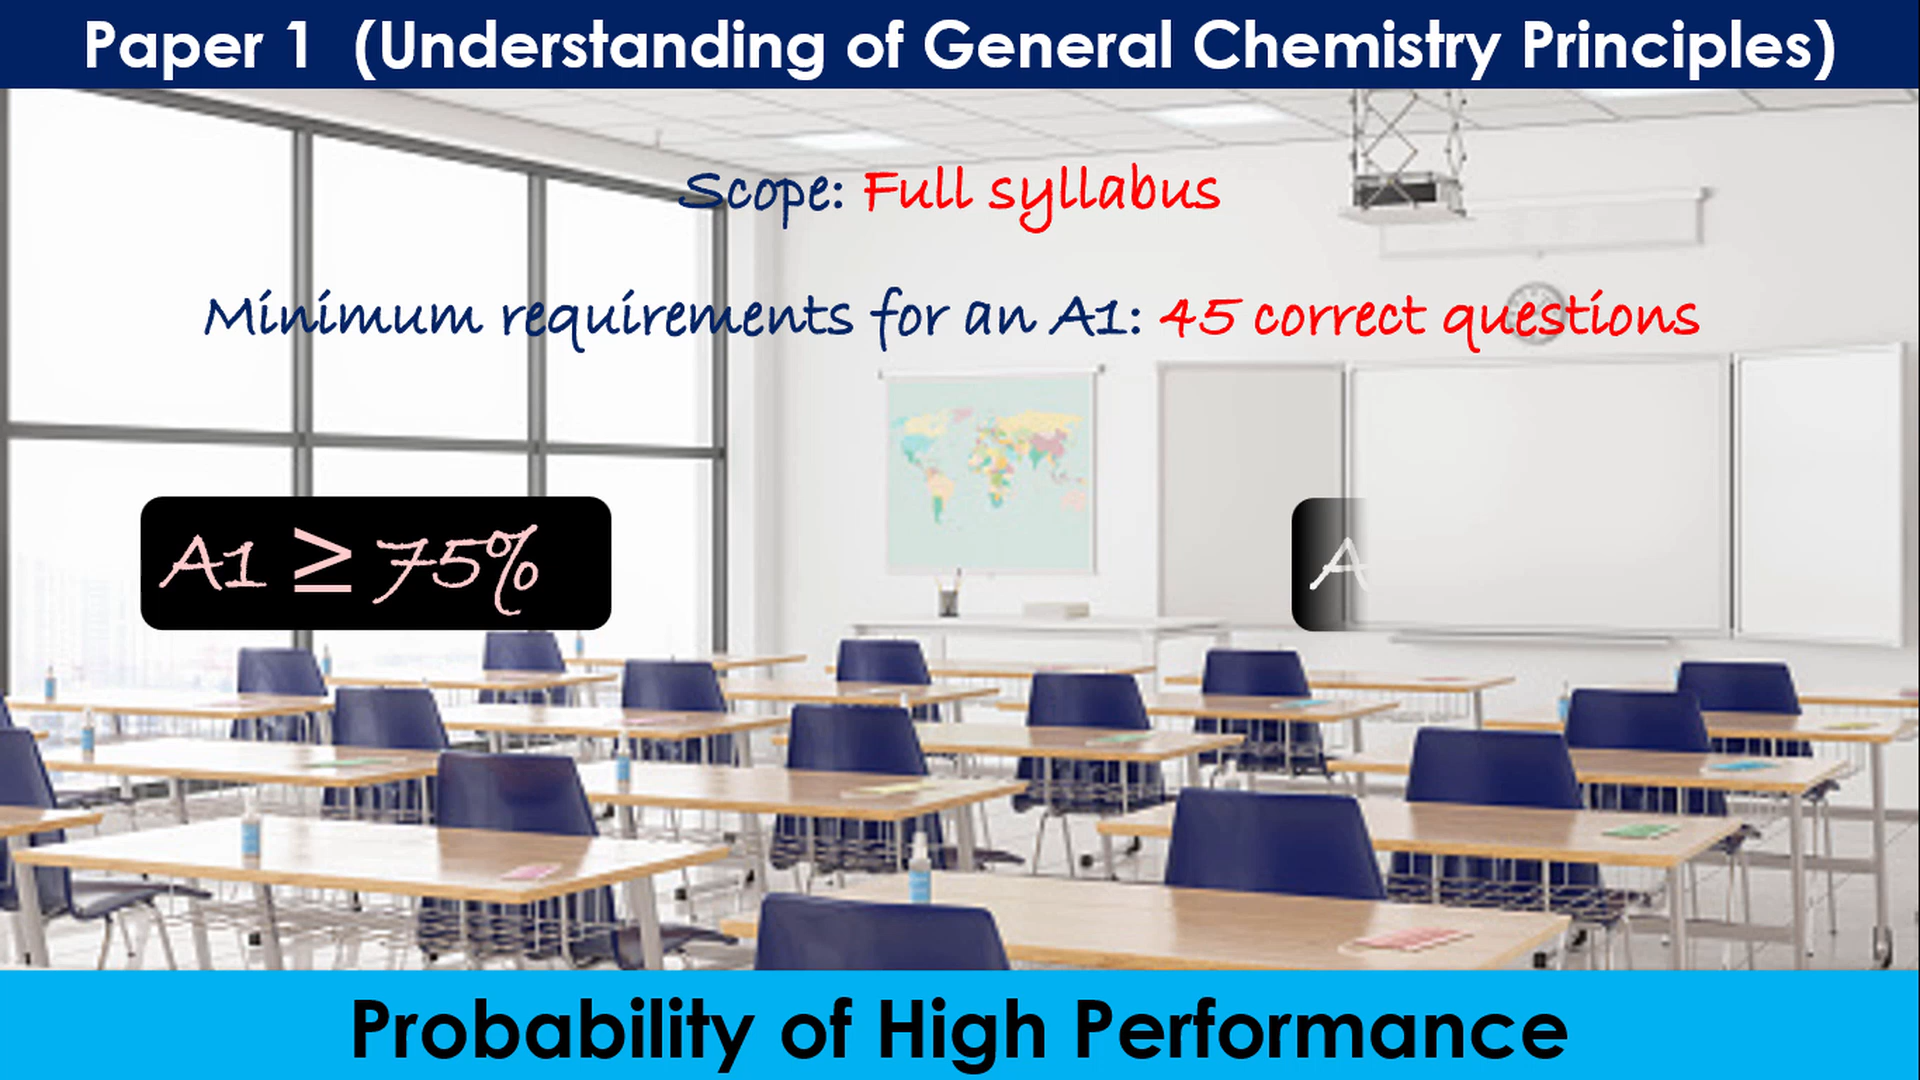 Paper 1 (Understanding of General Chemistry Principles)
Scope: Full syllabus
Minimum requirements for an A1: 45 correct questions
A1 ≥ 75%
A
Probability of High Performance